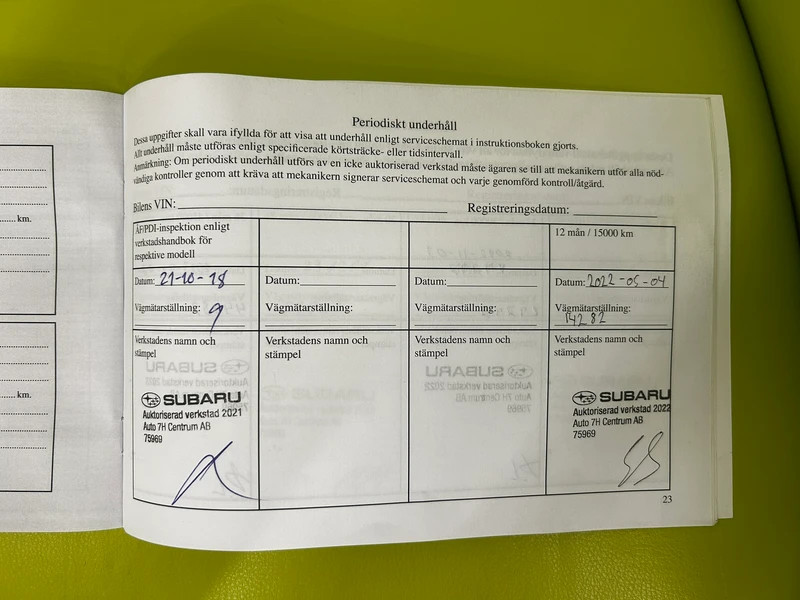 Periodiskt underhåll
Dessa uppgifter skall vara ifyllda för att visa att underhåll enligt serviceschemat i instruktionsboken gjorts.
Allt underhåll måste utföras enligt specificerade körtsträcke- eller tidsintervall.
Anmärkning: Om periodiskt underhåll utförs av en icke auktoriserad verkstad måste ägaren se till att mekanikern utför alla nöd-
vändiga kontroller genom att kräva att mekanikern signerar serviceschemat och varje genomförd kontroll/åtgärd.
Bilens VIN: Registreringsdatum:
ÄF/PDI-inspektion enligt
verkstadshandbok för
respektive modell
Datum: 21-10-18
Vägmätarställning: 9
Verkstadens namn och
stämpel
SUBARU
Auktoriserad verkstad 2021
Auto 7H Centrum AB
75969
Datum:
Vägmätarställning:
Verkstadens namn och
stämpel
Datum:
Vägmätarställning:
Verkstadens namn och
stämpel
12 mån / 15000 km
Datum: 2022-05-04
Vägmätarställning:
14282
Verkstadens namn och
stämpel
SUBARU
Auktoriserad verkstad 2022
Auto 7H Centrum AB
75969
23
km.
km.